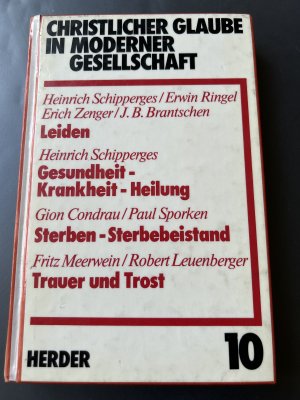 CHRISTLICHER GLAUBE
IN MODERNER
GESELLSCHAFT
Heinrich Schipperges/Erwin Ringel
Erich Zenger/J. B. Brantschen
Leiden
Heinrich Schipperges
Gesundheit-
Krankheit-Heilung
Gion Condrau/Paul Sporken
Sterben-Sterbebeistand
Fritz Meerwein/Robert Leuenberger
Trauer und Trost
HERDER
10